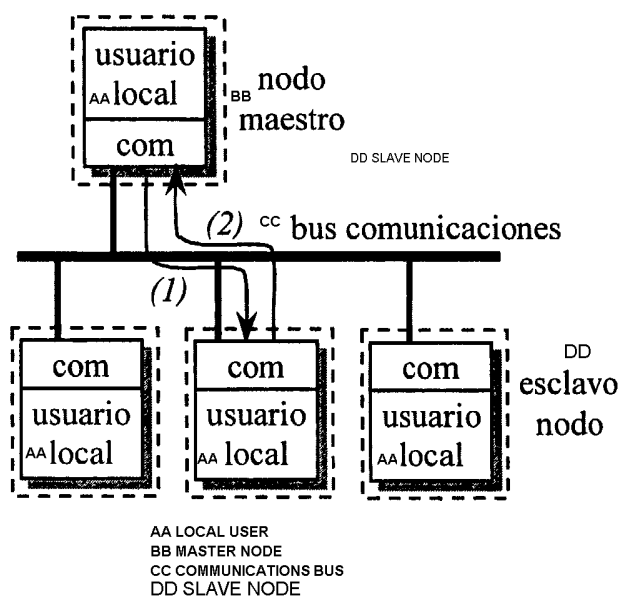 usuario
AA local
com
BB nodo
maestro
DD SLAVE NODE
(2)
CC bus comunicaciones
(1)
com
usuario
AA local
com
usuario
AA local
com
usuario
AA local
DD
esclavo
nodo
AA LOCAL USER
BB MASTER NODE
CC COMMUNICATIONS BUS
DD SLAVE NODE